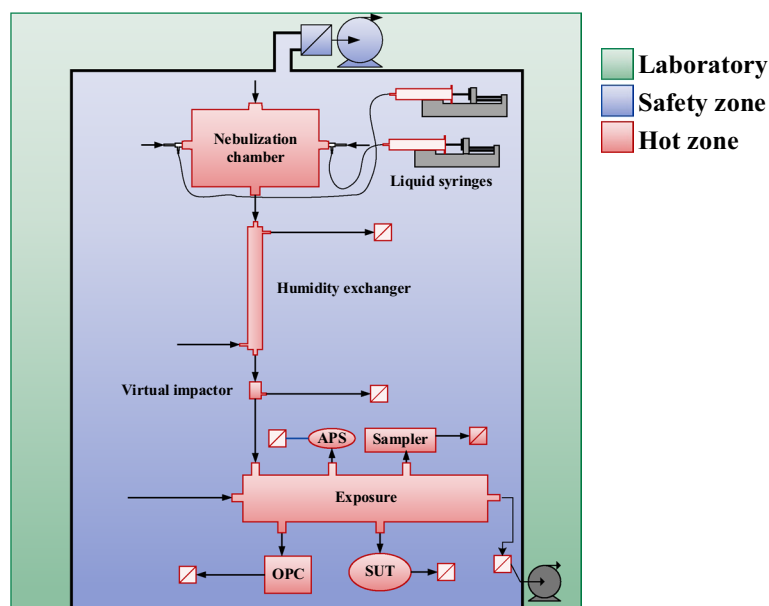 Laboratory
Safety zone
Hot zone
Nebulization
chamber
Liquid syringes
Humidity exchanger
Virtual impactor
APS
Sampler
Exposure
OPC
SUT